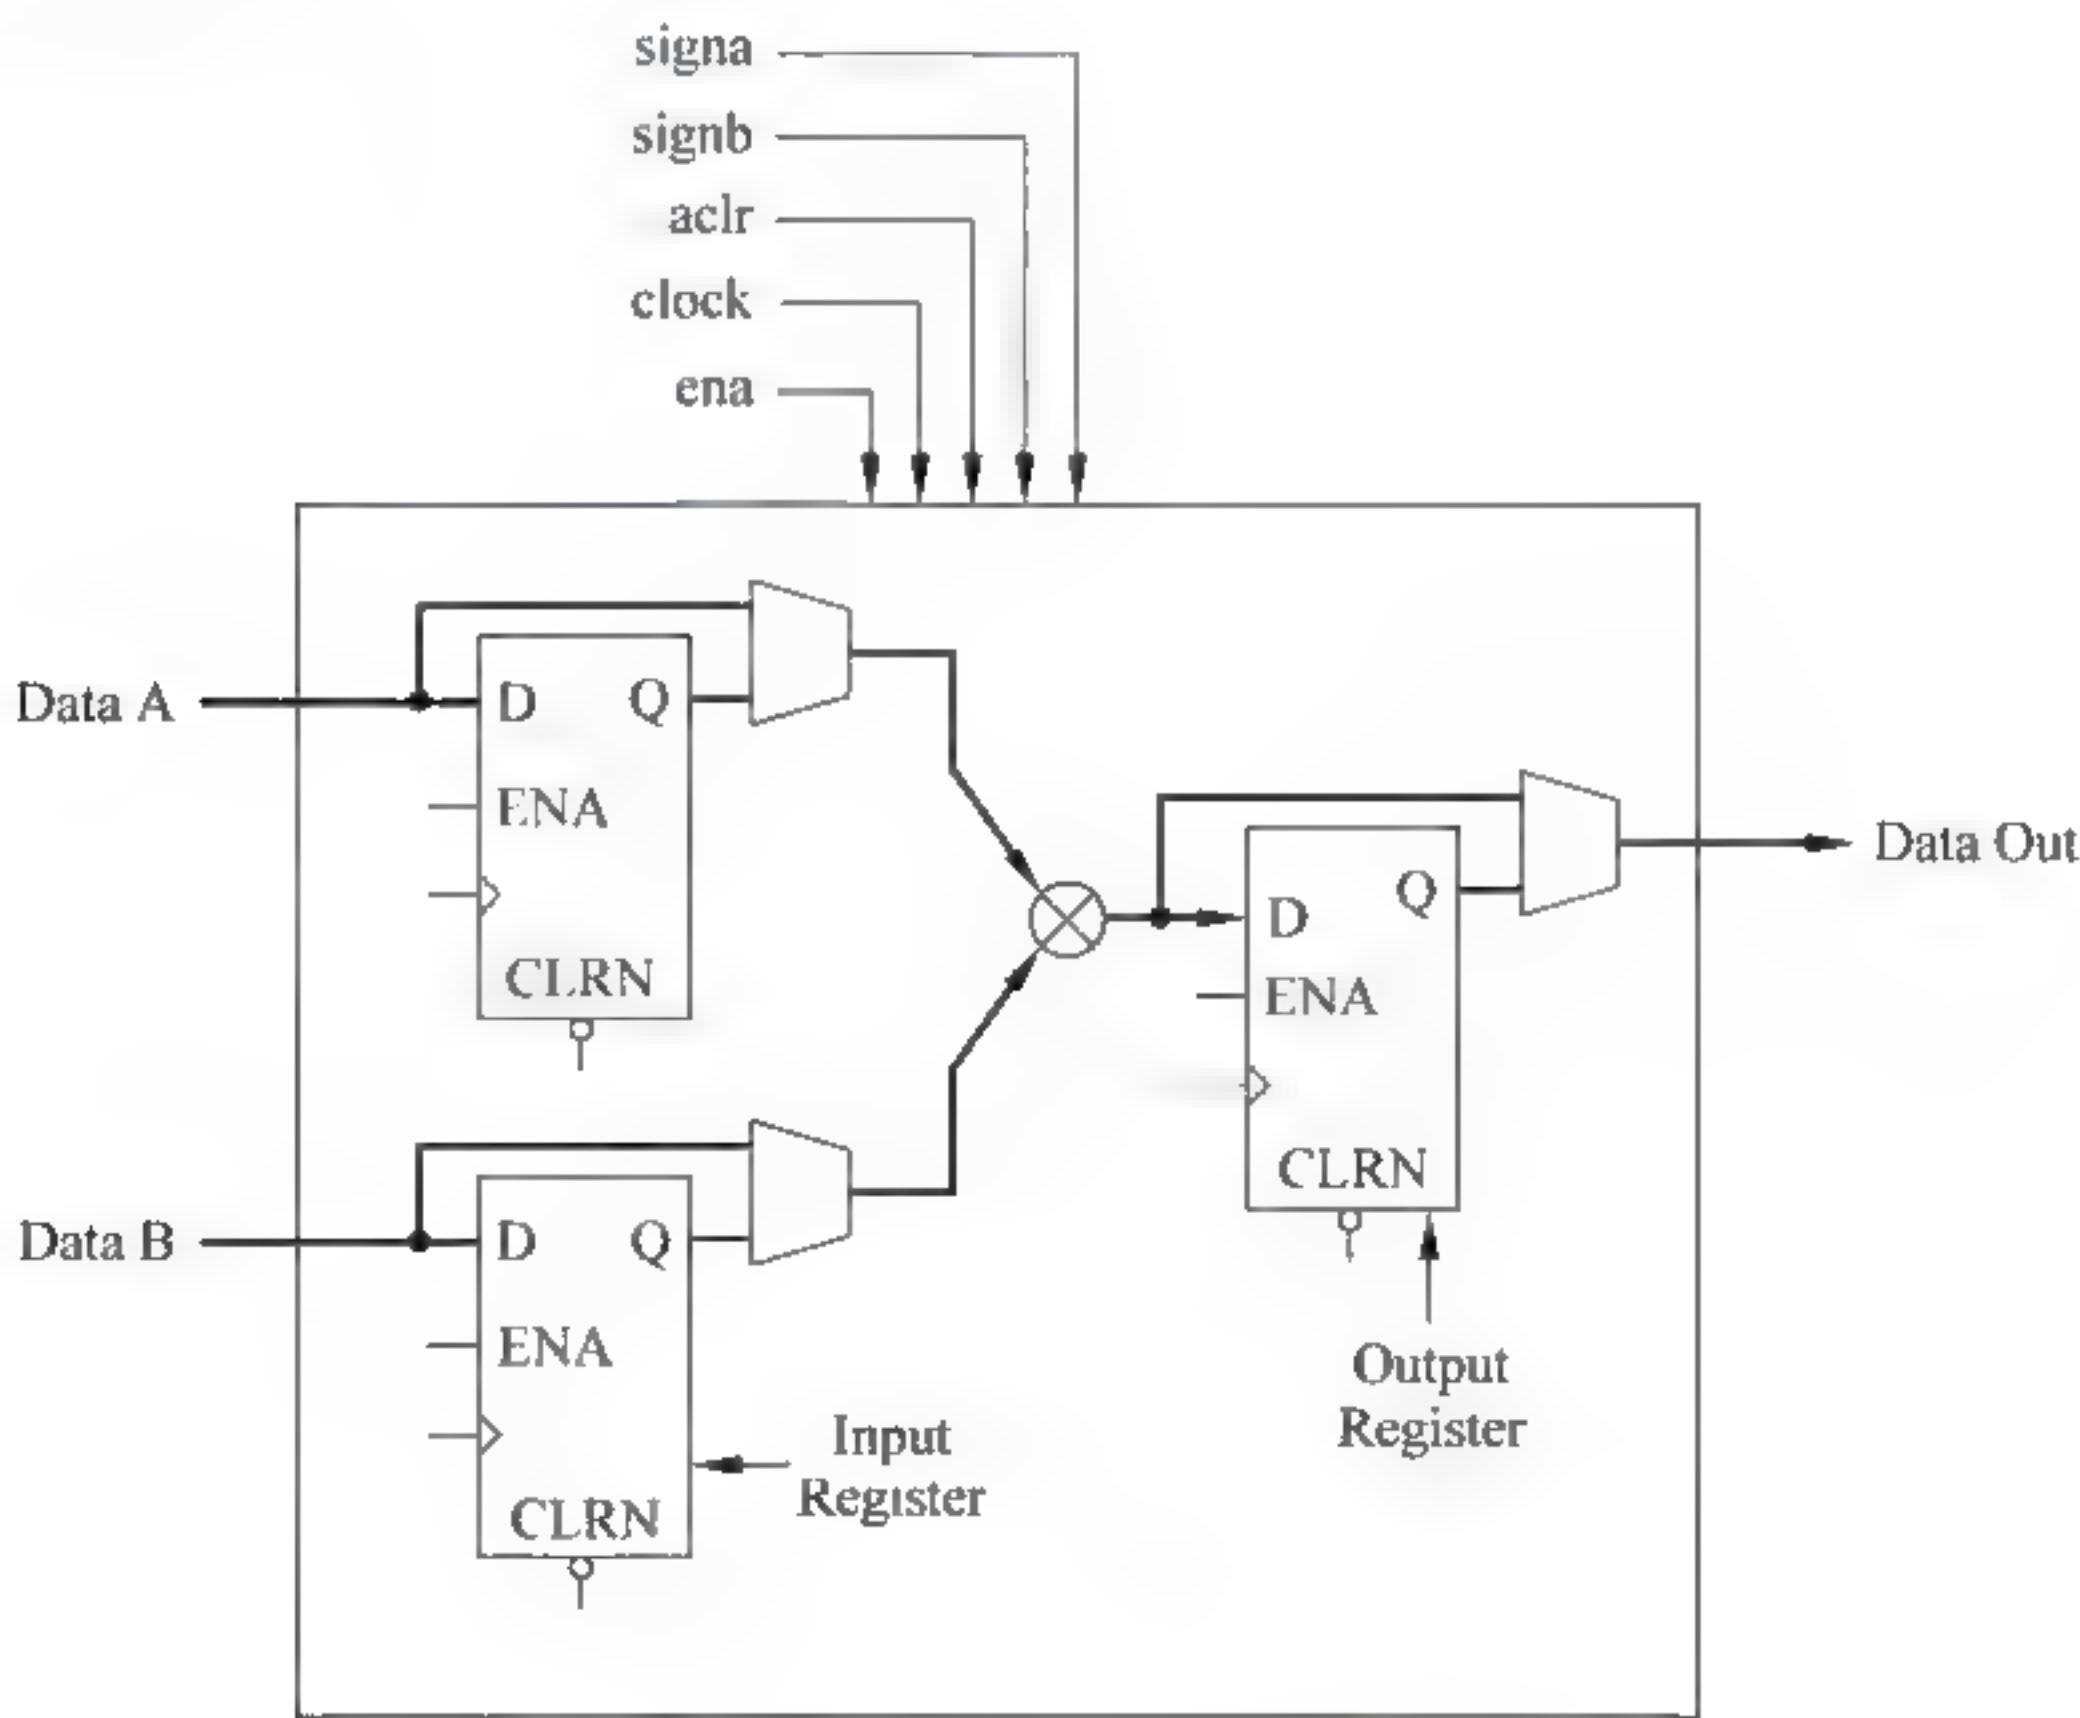 signa
signb
aclr
clock
ena
Data A
D Q
ENA
CLRN
Data Out
D Q
ENA
CLRN
Data B
D Q
ENA
CLRN
Input
Register
Output
Register